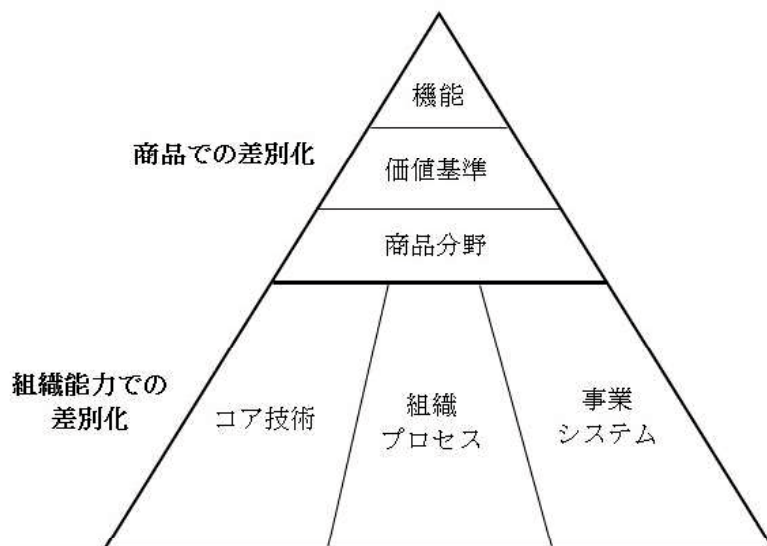 機能
商品での差別化
価値基準
商品分野
組織能力での
差別化
コア技術
組織
プロセス
事業
システム